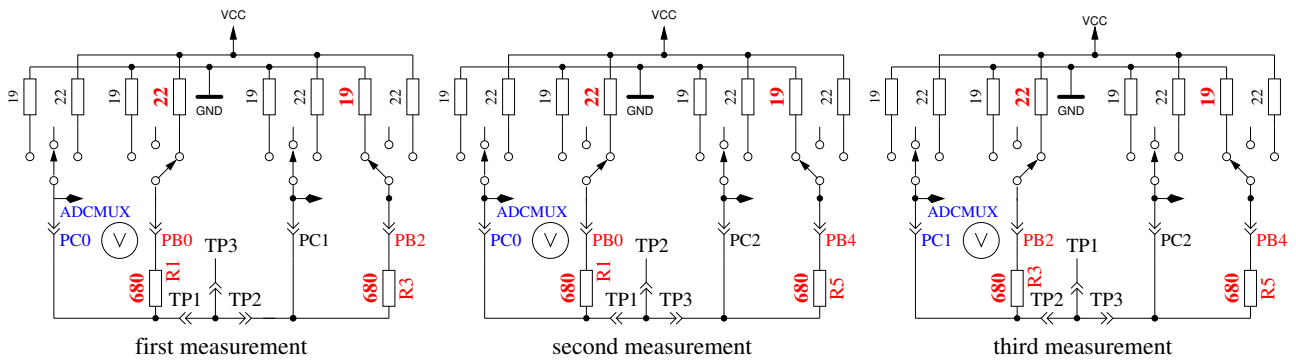 VCC
19
22
19
22
GND
19
22
19
22
ADCMUX
PC0
V
PB0
TP3
PC1
PB2
680
R1
TP1
TP2
680
R3
first measurement
VCC
19
22
19
22
GND
19
22
19
22
ADCMUX
PC0
V
PB0
TP2
PC2
PB4
680
R1
TP1
TP3
680
R5
second measurement
VCC
19
22
19
22
GND
19
22
19
22
ADCMUX
PC1
V
PB2
TP1
PC2
PB4
680
R3
TP2
TP3
680
R5
third measurement